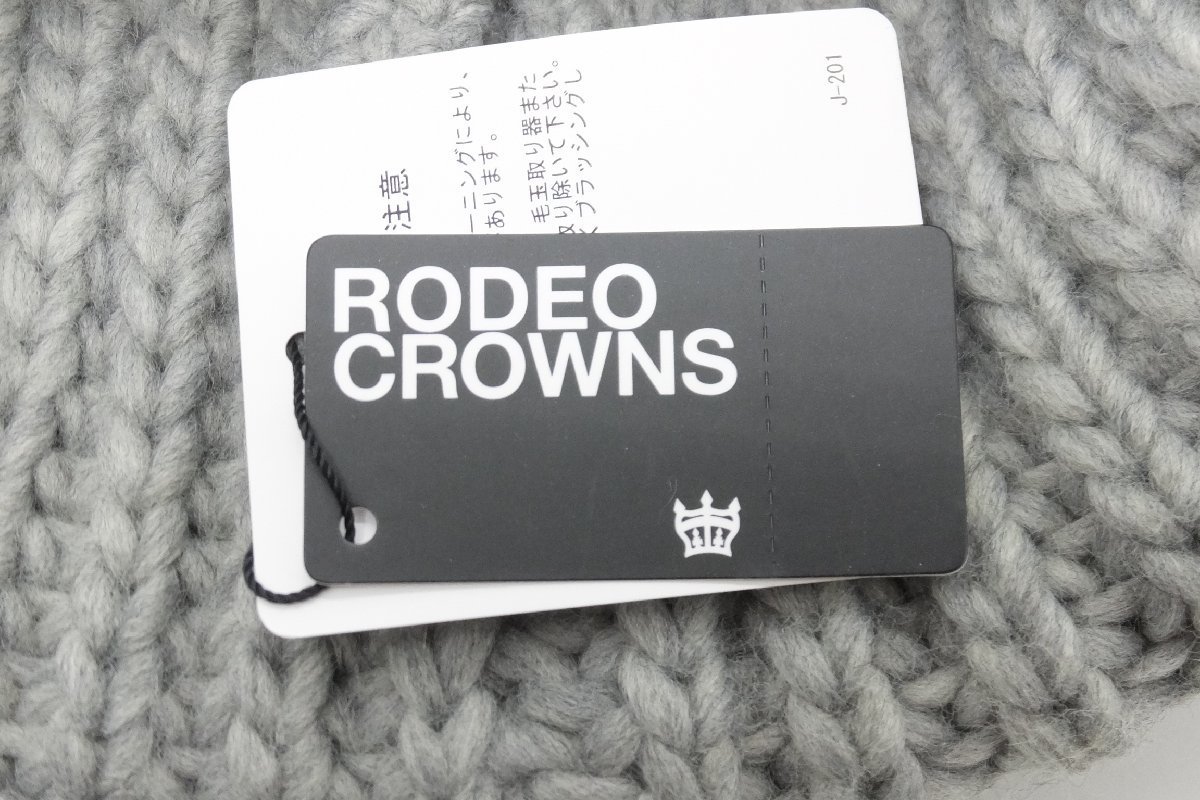 RODEO
CROWNS
注意
ーニングにより、
あります。
毛玉取り器また
取り除いて下さい。
くブラッシングし
J-201